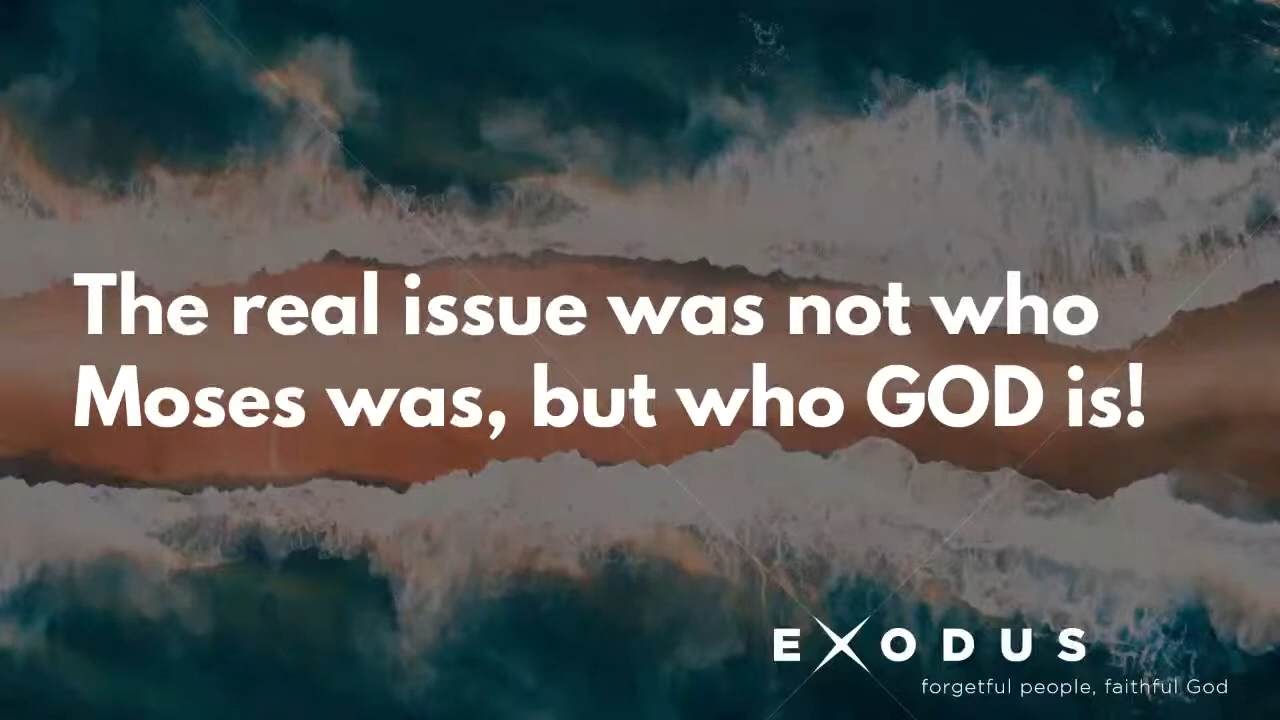 The real issue was not who
Moses was, but who GOD is!
EXODUS
forgetful people, faithful God